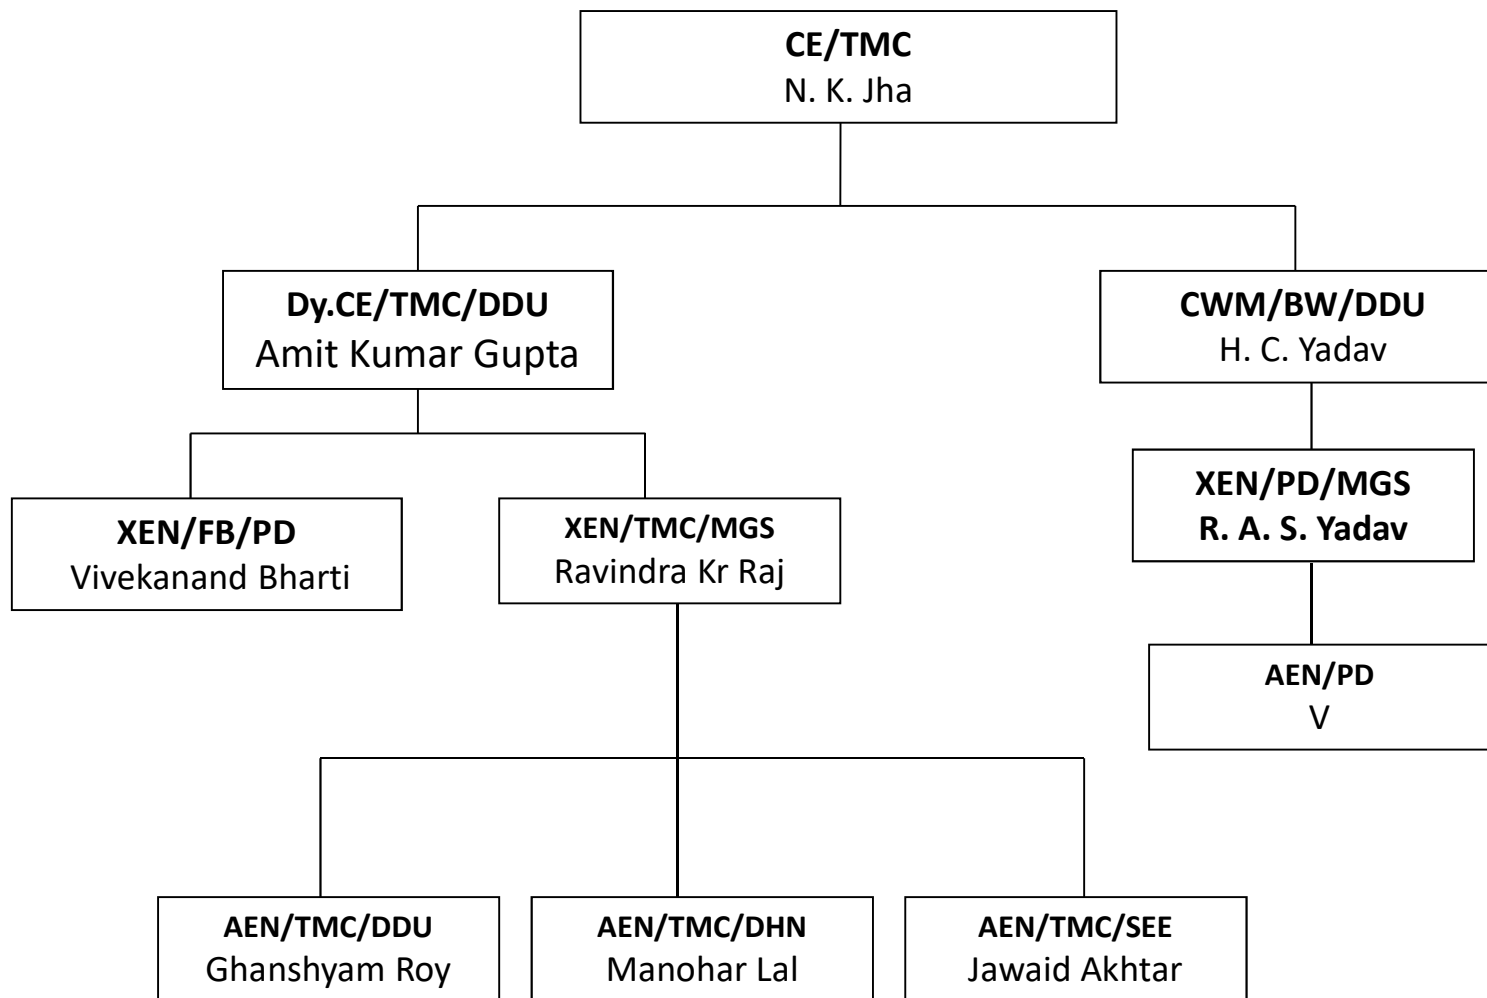 CE/TMC
N. K. Jha
Dy.CE/TMC/DDU
Amit Kumar Gupta
CWM/BW/DDU
H. C. Yadav
XEN/FB/PD
Vivekanand Bharti
XEN/TMC/MGS
Ravindra Kr Raj
XEN/PD/MGS
R. A. S. Yadav
AEN/PD
V
AEN/TMC/DDU
Ghanshyam Roy
AEN/TMC/DHN
Manohar Lal
AEN/TMC/SEE
Jawaid Akhtar